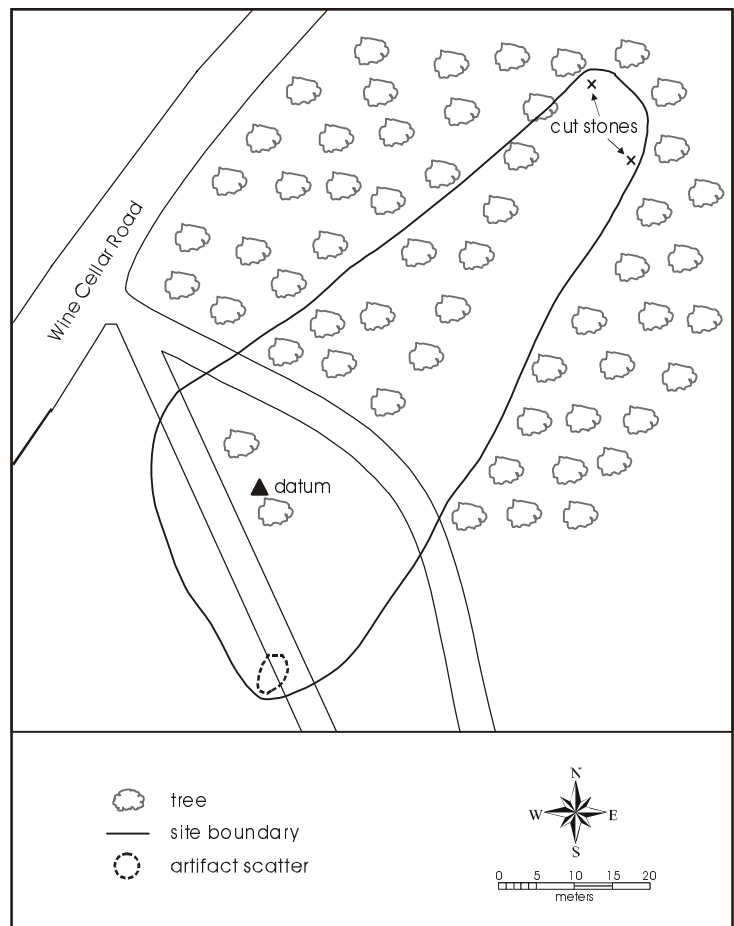 cut stones
Wine Cellar Road
datum
tree
site boundary
artifact scatter
N
W E
S
0 5 10 15 20
meters